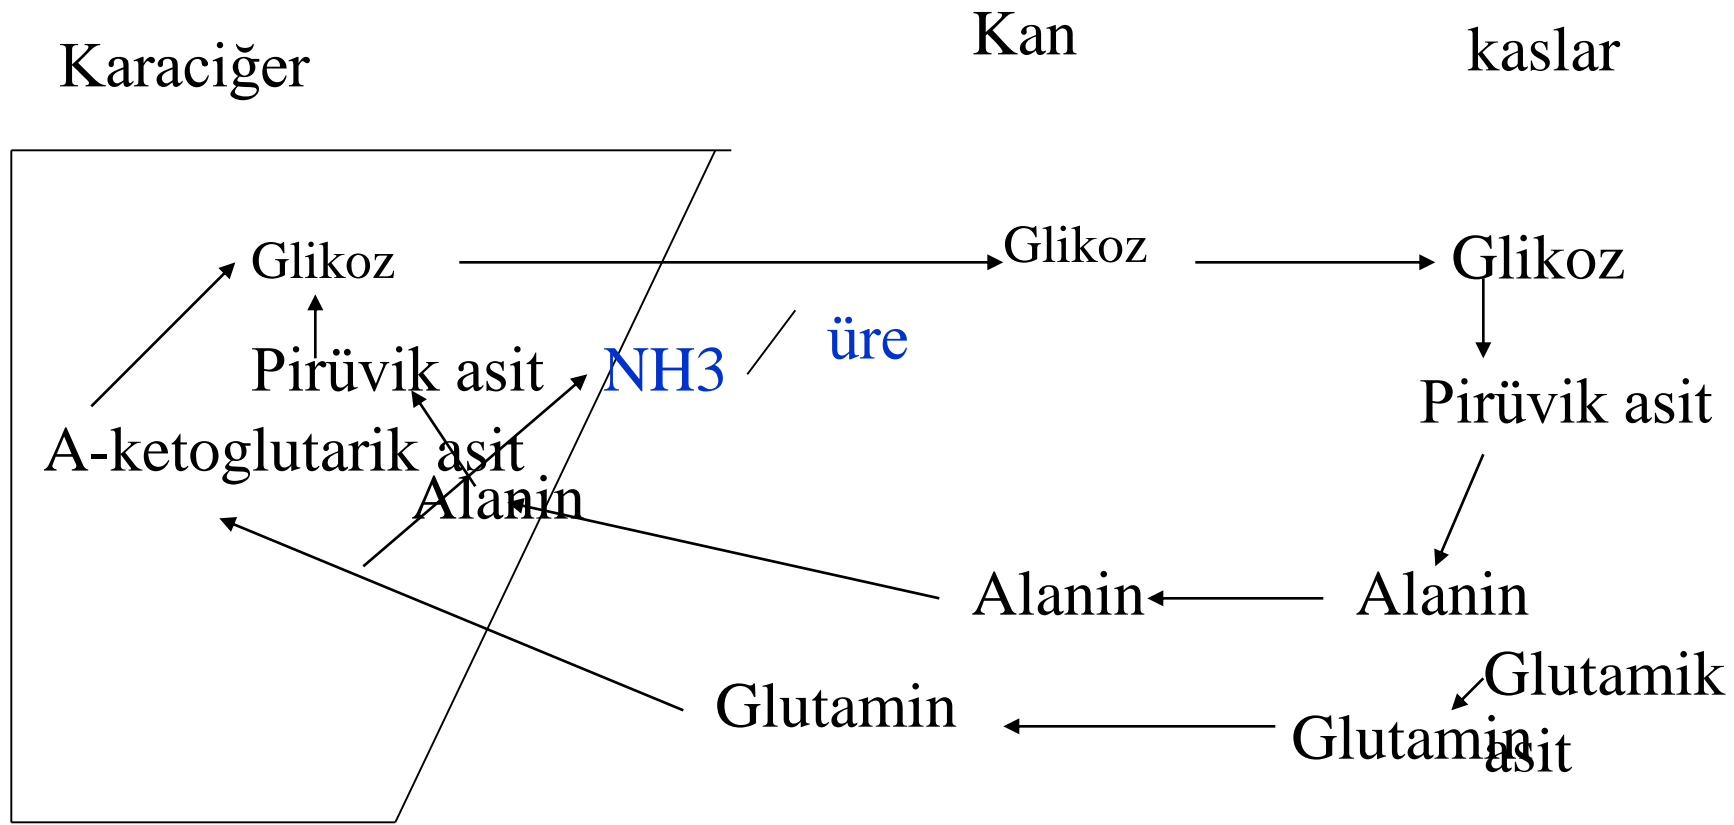 Karaciğer
Kan
kaslar
Glikoz
Glikoz
Glikoz
Pirüvik asit
NH3
üre
Pirüvik asit
A-ketoglutarik asit
Alanin
Alanin
Alanin
Glutamin
Glutamik
asit
Glutamin